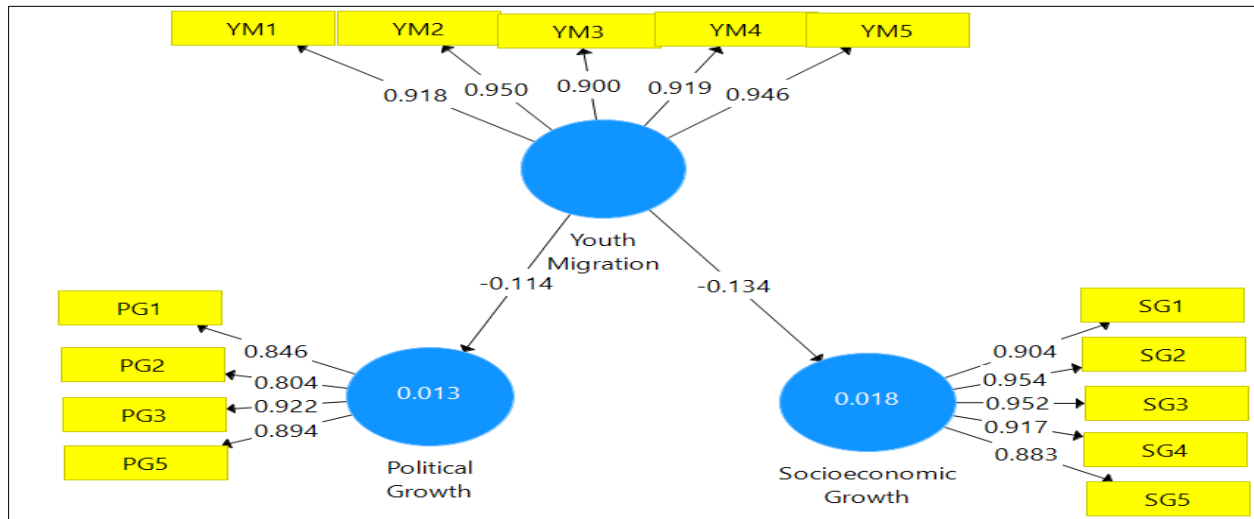 YM1
YM2
YM3
YM4
YM5
0.918
0.950
0.900
0.919
0.946
Youth
Migration
-0.114
-0.134
PG1
PG2
PG3
PG5
0.846
0.804
0.922
0.894
0.013
Political
Growth
0.018
Socioeconomic
Growth
0.904
0.954
0.952
0.917
0.883
SG1
SG2
SG3
SG4
SG5